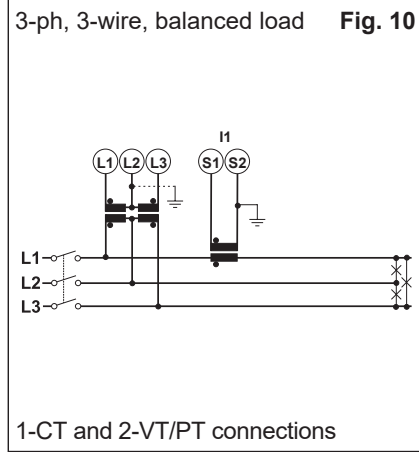 3-ph, 3-wire, balanced load Fig. 10
I1
L1 L2 L3 S1 S2
L1
L2
L3
1-CT and 2-VT/PT connections